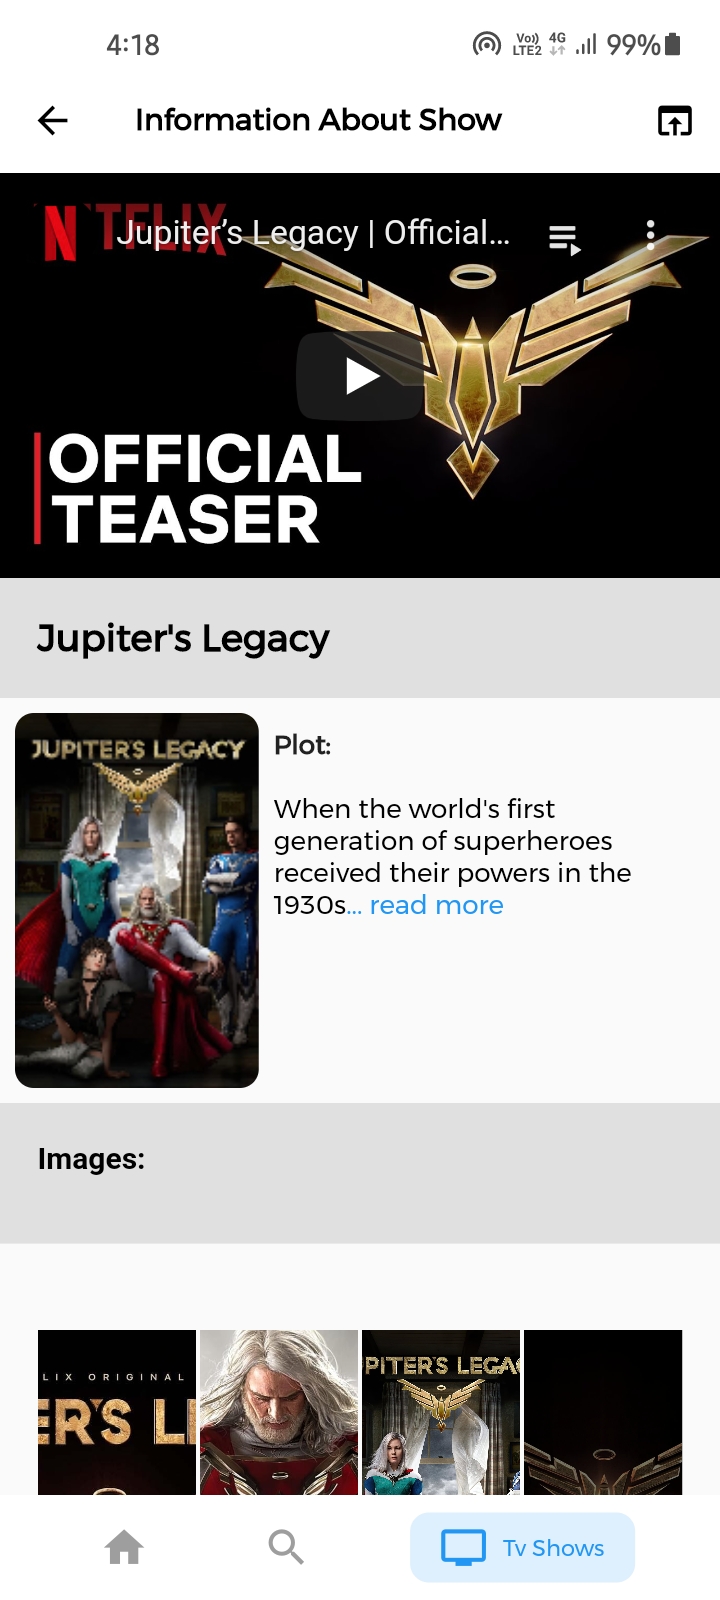 4:18
Vo)) 4G
LTE2
99%
Information About Show
NETFLIX
Jupiter’s Legacy | Official...
OFFICIAL
TEASER
Jupiter's Legacy
JUPITER'S LEGACY
Plot:
When the world's first
generation of superheroes
received their powers in the
1930s... read more
Images:
LIX ORIGINAL
ER'S LE
PITER'S LEGA
Tv Shows